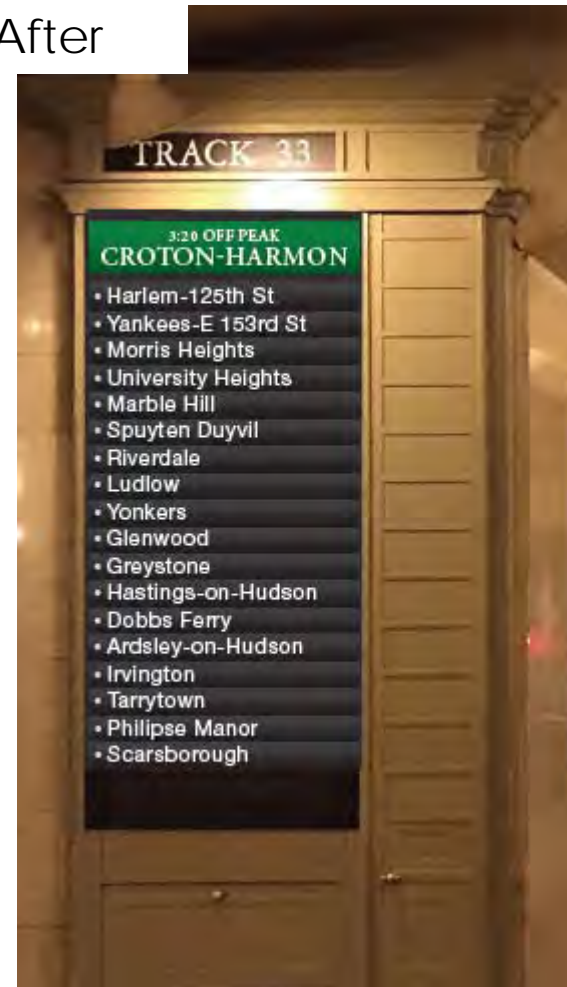 After
TRACK 33
3:20 OFF PEAK
CROTON-HARMON
• Harlem-125th St
• Yankees-E 153rd St
• Morris Heights
• University Heights
• Marble Hill
• Spuyten Duyvil
• Riverdale
• Ludlow
• Yonkers
• Glenwood
• Greystone
• Hastings-on-Hudson
• Dobbs Ferry
• Ardsley-on-Hudson
• Irvington
• Tarrytown
• Philipse Manor
• Scarsborough